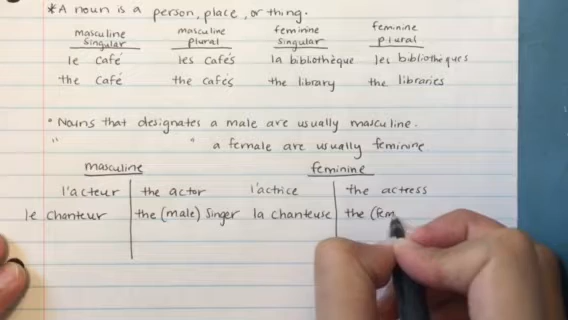 *A noun is a person, place, or thing.
masculine singular masculine plural feminine singular feminine plural
le café les cafés la bibliothèque les bibliothèques
the café the cafés the library the libraries
• Nouns that designates a male are usually masculine.
" " a female are usually feminine
masculine feminine
l'acteur the actor l'actrice the actress
le chanteur the (male) singer la chanteuse the (fem